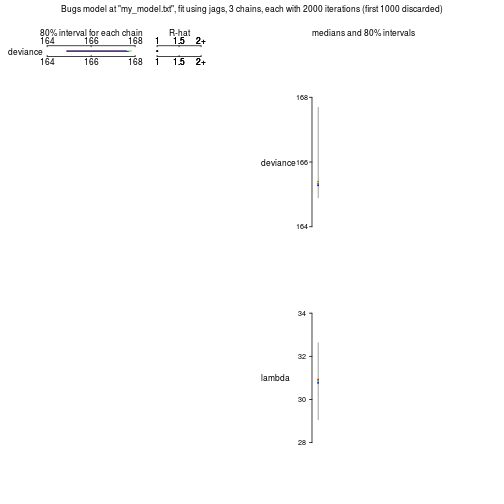 Bugs model at "my_model.txt", fit using jags, 3 chains, each with 2000 iterations (first 1000 discarded)
80% interval for each chain R-hat medians and 80% intervals
164 166 168 1 1.5 2+
deviance
164 166 168 1 1.5 2+
168
deviance 166
164
34
32
lambda
30
28